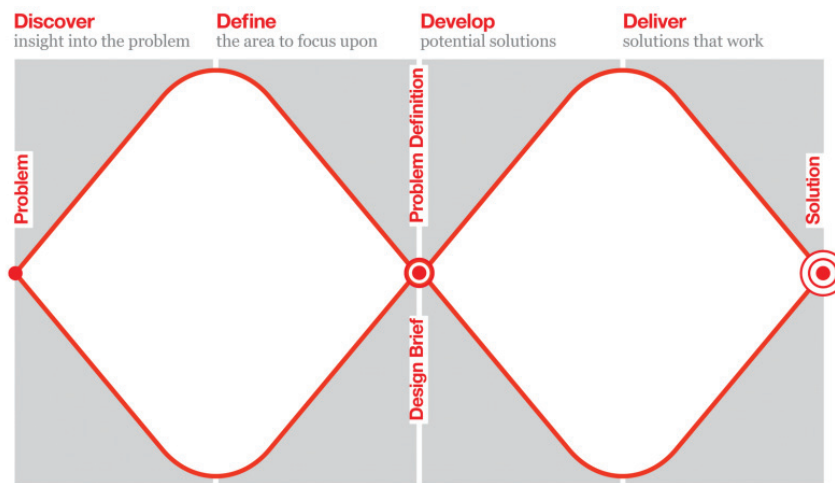 Discover
insight into the problem
Define
the area to focus upon
Develop
potential solutions
Deliver
solutions that work
Problem
Problem Definition
Design Brief
Solution